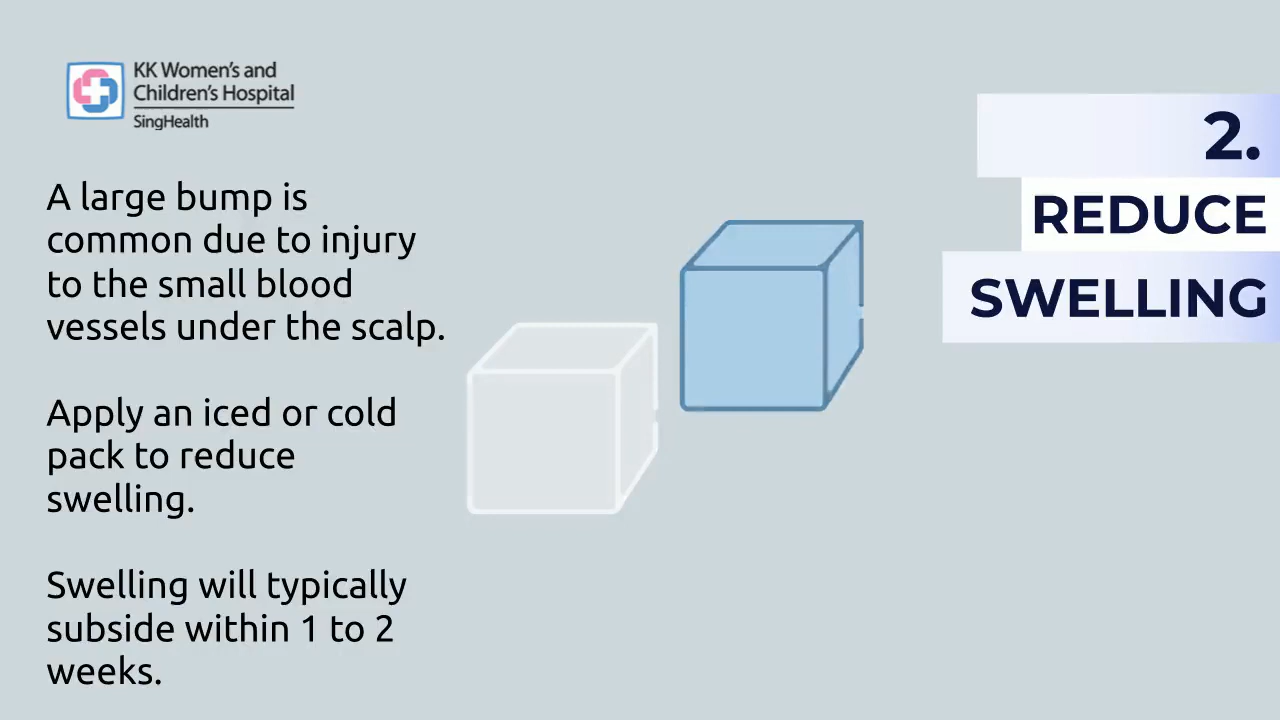 KK Women's and
Children's Hospital
SingHealth
A large bump is
common due to injury
to the small blood
vessels under the scalp.
Apply an iced or cold
pack to reduce
swelling.
Swelling will typically
subside within 1 to 2
weeks.
2.
REDUCE
SWELLING